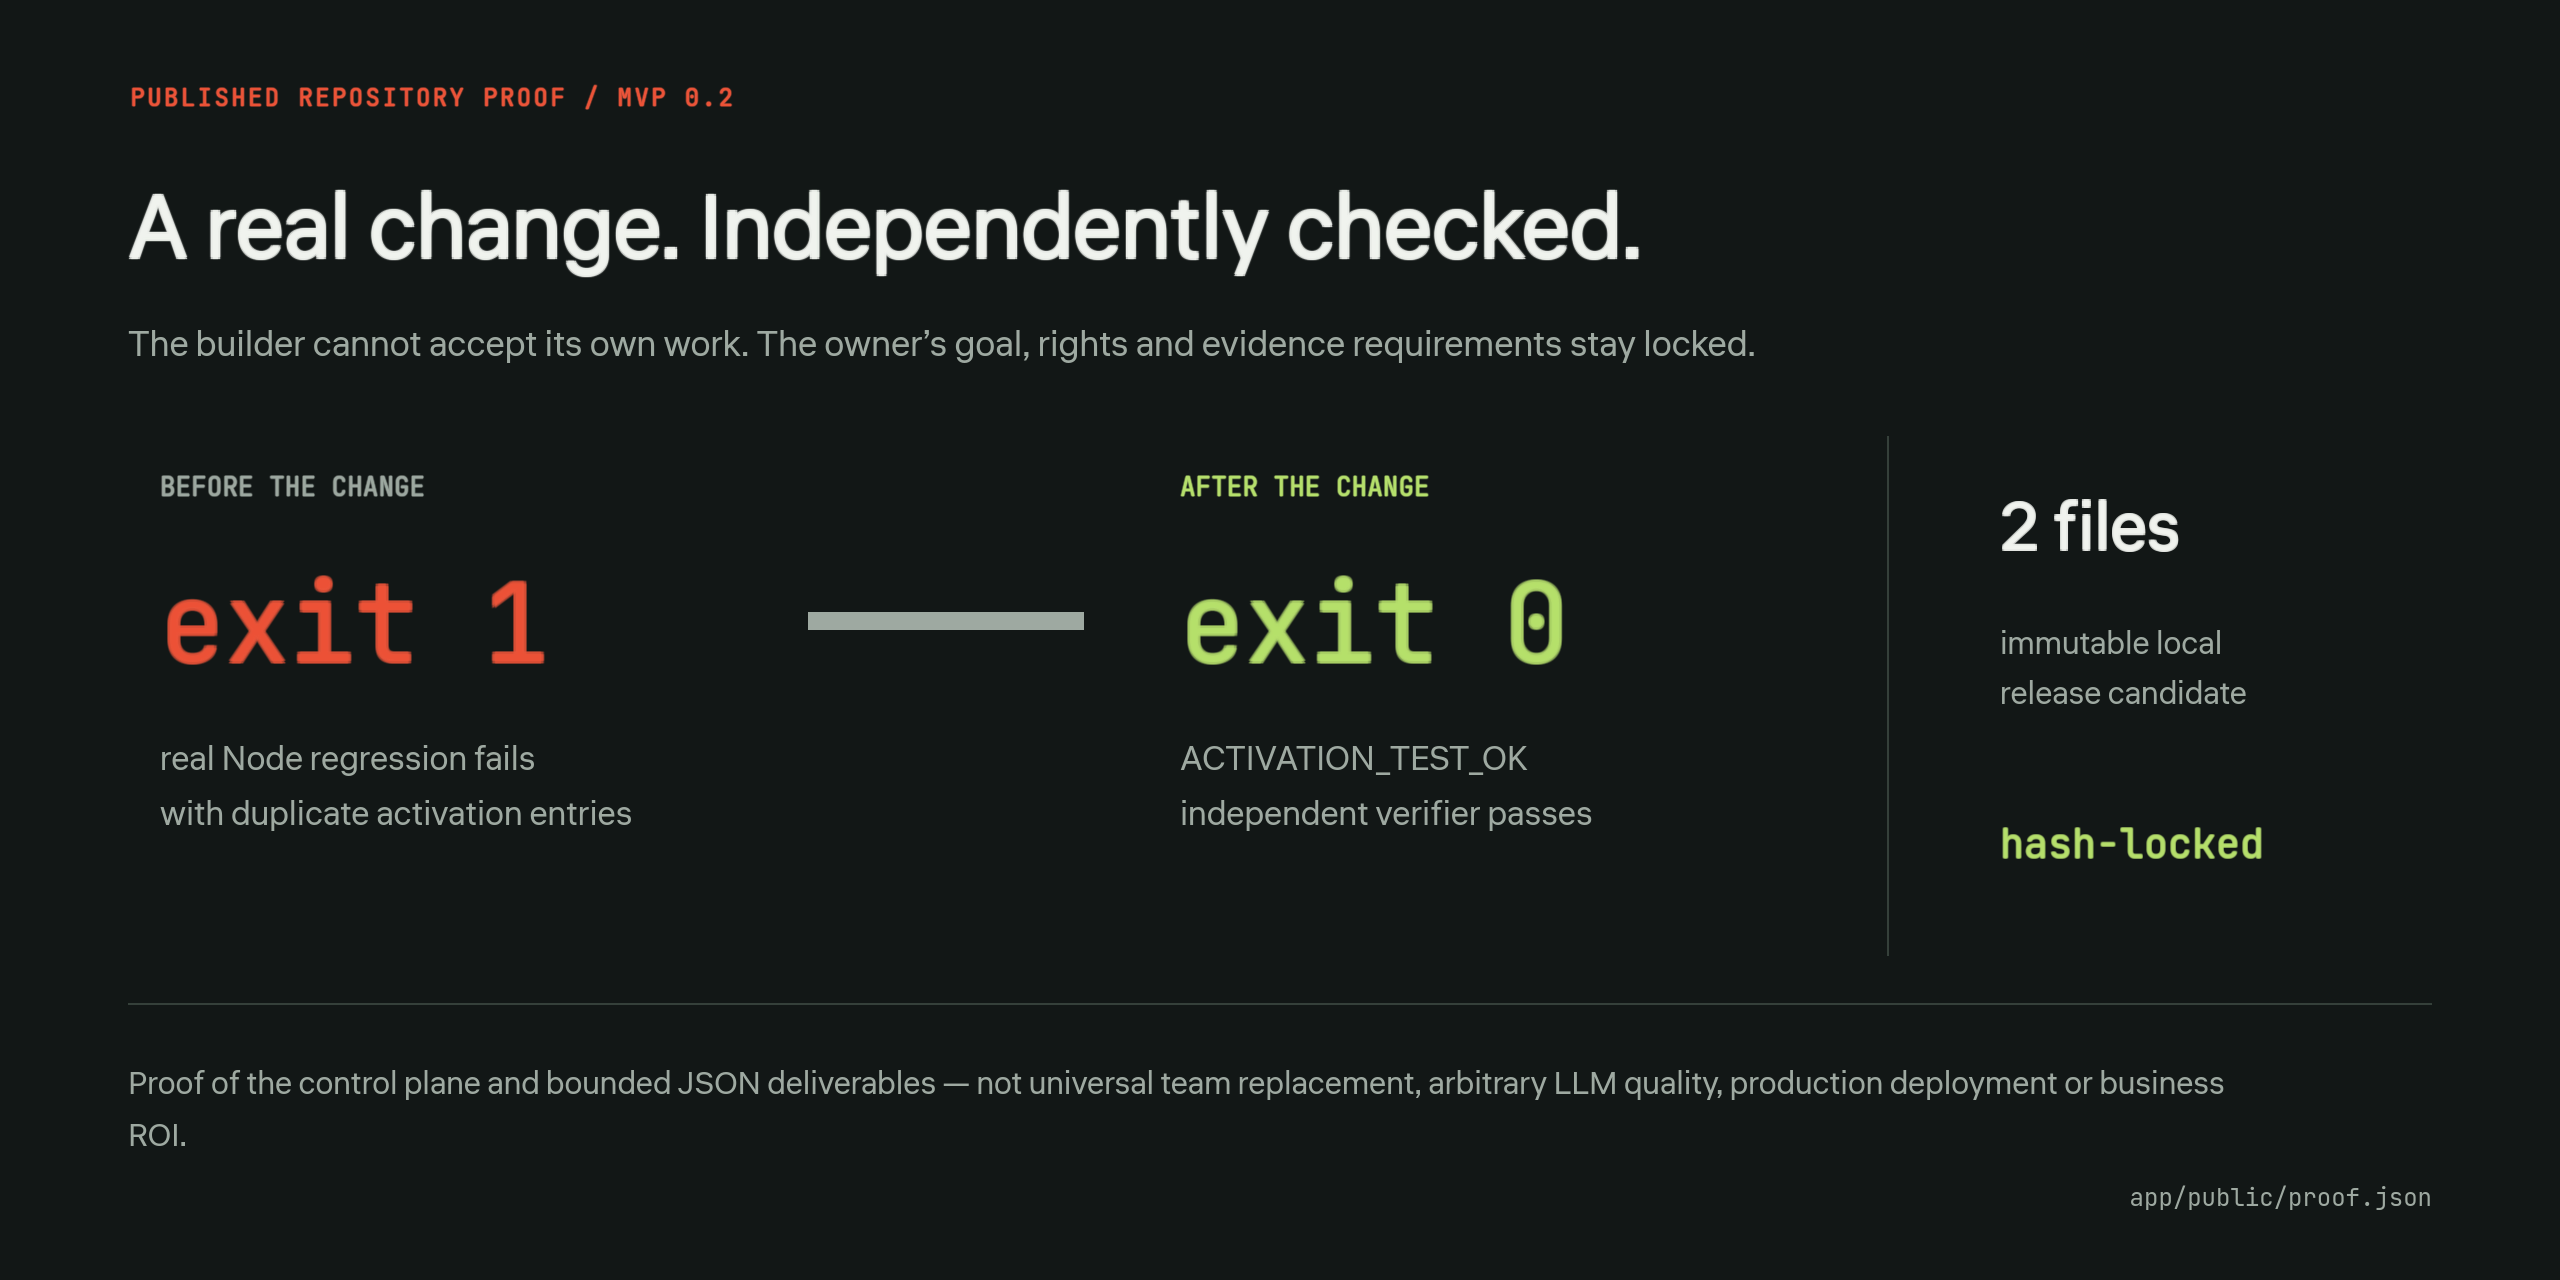 PUBLISHED REPOSITORY PROOF / MVP 0.2
A real change. Independently checked.
The builder cannot accept its own work. The owner’s goal, rights and evidence requirements stay locked.
BEFORE THE CHANGE
exit 1
real Node regression fails
with duplicate activation entries
AFTER THE CHANGE
exit 0
ACTIVATION_TEST_OK
independent verifier passes
2 files
immutable local
release candidate
hash-locked
Proof of the control plane and bounded JSON deliverables — not universal team replacement, arbitrary LLM quality, production deployment or business
ROI.
app/public/proof.json